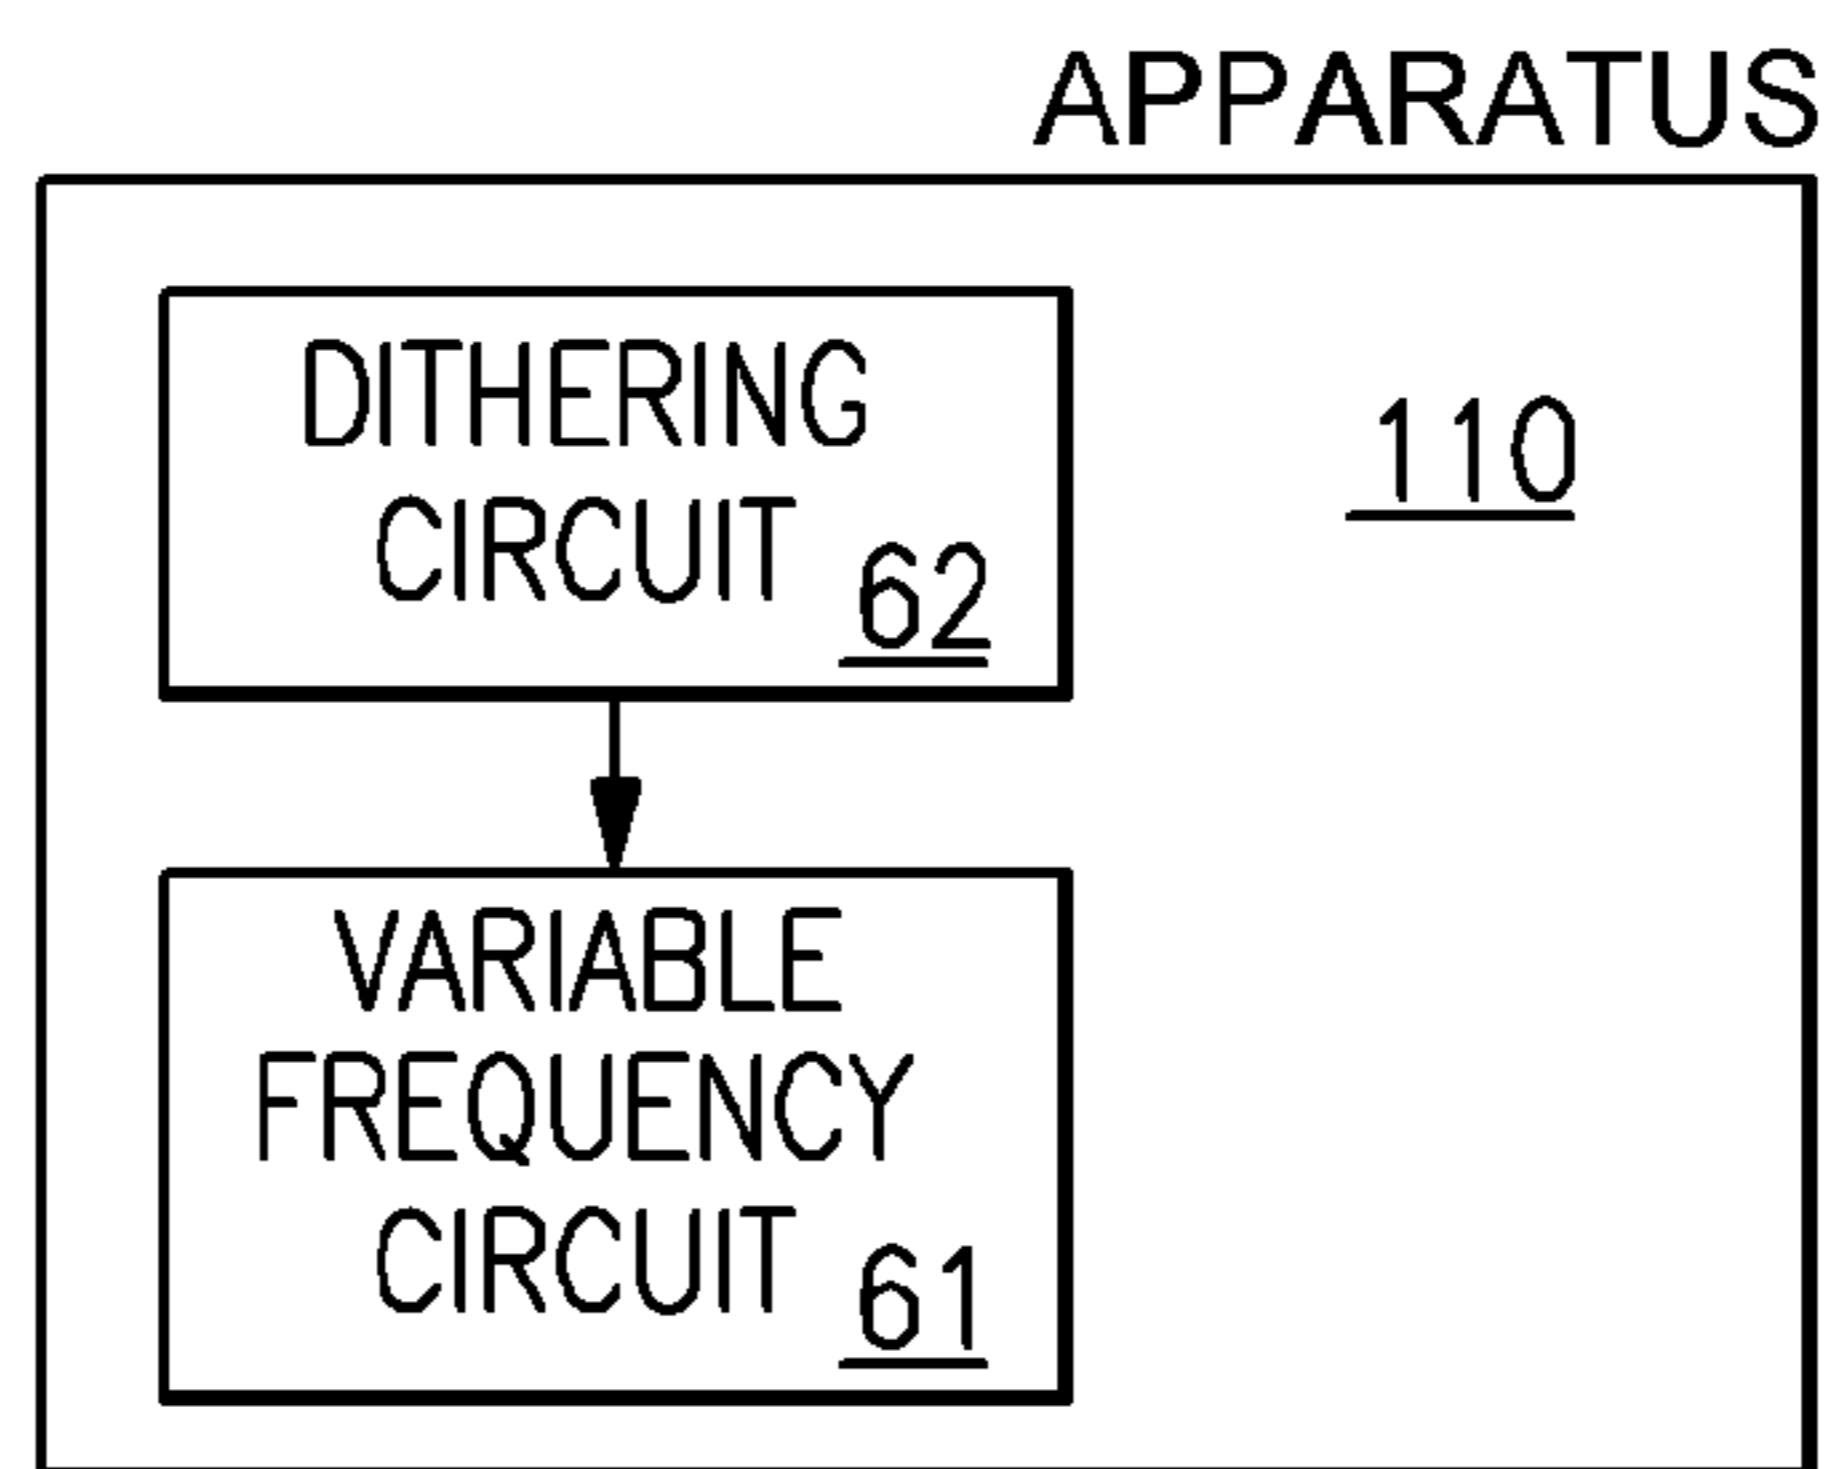 APPARATUS
DITHERING
CIRCUIT
62
110
VARIABLE
FREQUENCY
CIRCUIT
61